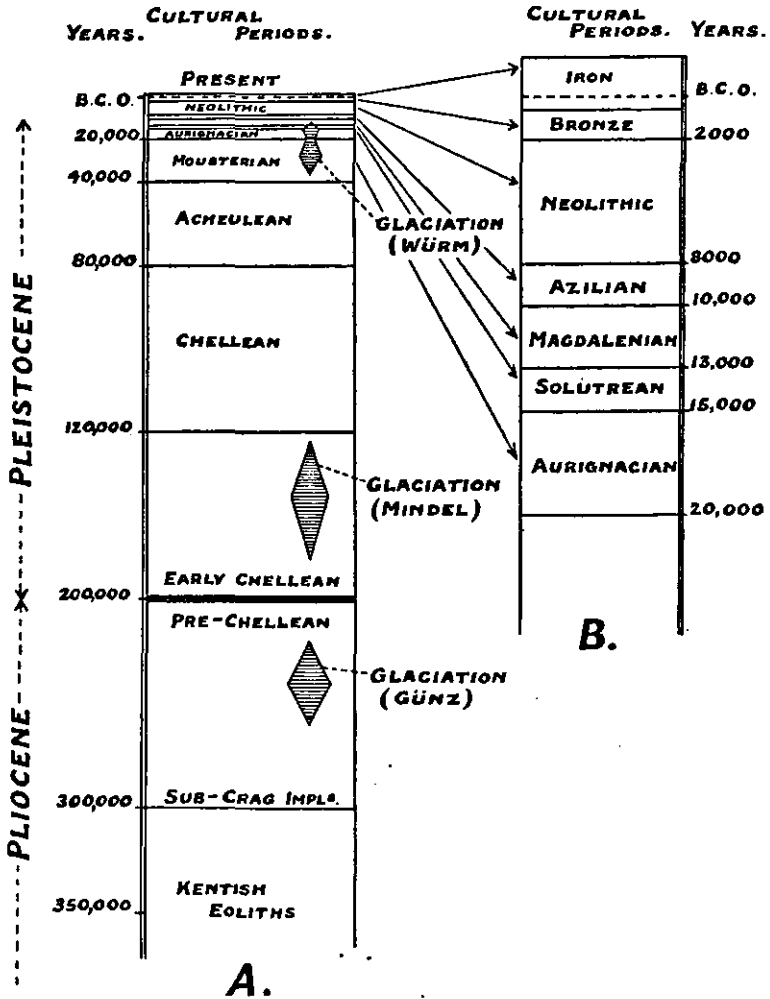 CULTURAL
YEARS. PERIODS.
PRESENT
B.C.O.
NEOLITHIC
20,000
AURIGNACIAN
MOUSTERIAN
40,000
ACHEULEAN
80,000
CHELLEAN
120,000
EARLY CHELLEAN
200,000
PRE-CHELLEAN
SUB-CRAG IMPLS.
300,000
KENTISH
EOLITHS
350,000
A.
PLEISTOCENE
PLIOCENE
GLACIATION
(WÜRM)
GLACIATION
(MINDEL)
GLACIATION
(GÜNZ)
CULTURAL
PERIODS. YEARS.
IRON
B.C.O.
BRONZE
2000
NEOLITHIC
8000
AZILIAN
10,000
MAGDALENIAN
13,000
SOLUTREAN
15,000
AURIGNACIAN
20,000
B.